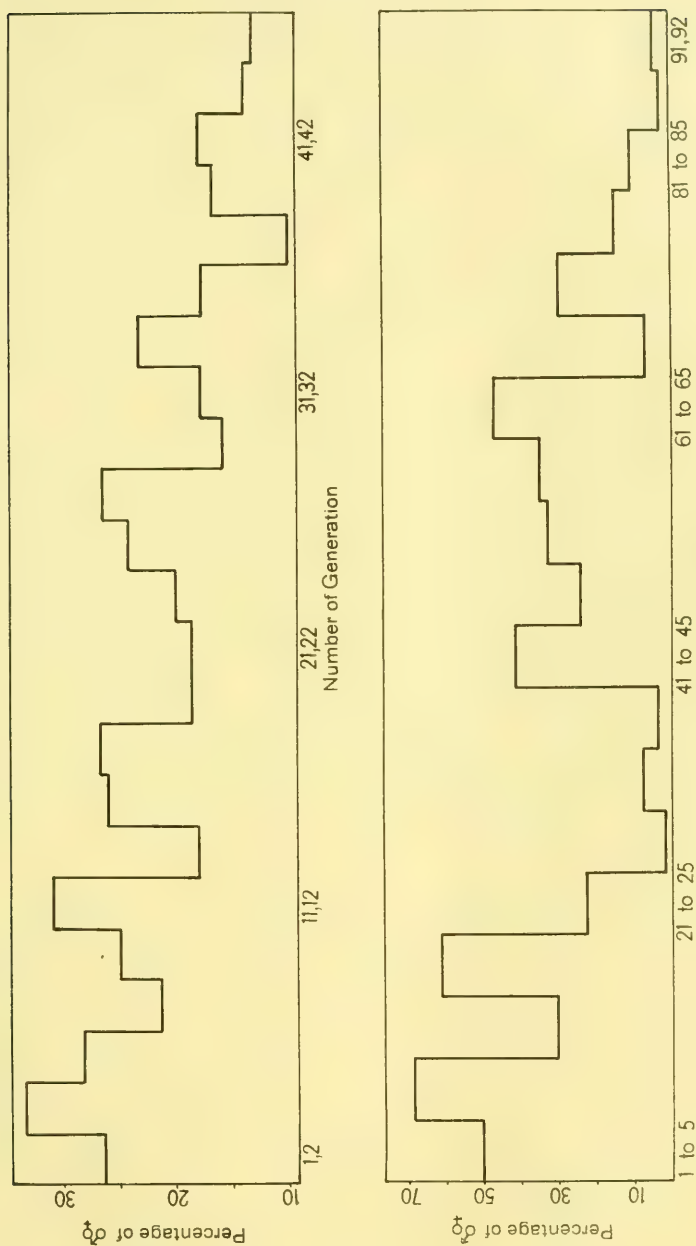 Percentage of ⚥
30
20
10
1,2
11,12
21,22
31,32
41,42
Number of Generation
Percentage of ⚥
70
50
30
10
1 to 5
21 to 25
41 to 45
61 to 65
81 to 85
91,92